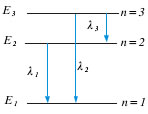 E₃ n = 3
λ₃
E₂ n = 2
λ₁ λ₂
E₁ n = 1